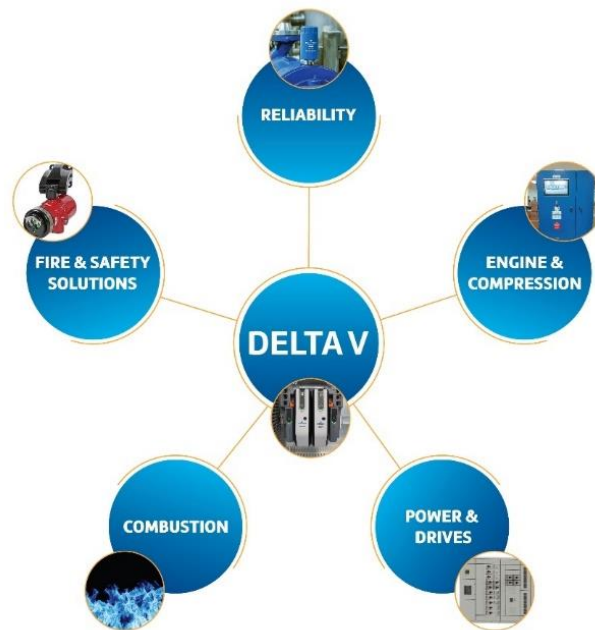 RELIABILITY
FIRE & SAFETY
SOLUTIONS
ENGINE &
COMPRESSION
DELTA V
COMBUSTION
POWER &
DRIVES